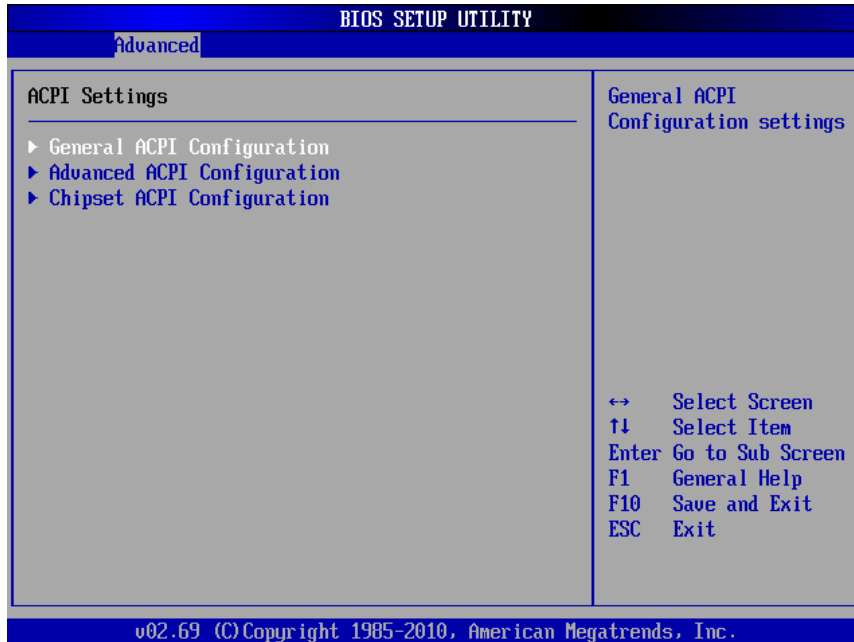 BIOS SETUP UTILITY
Advanced
ACPI Settings
▶ General ACPI Configuration
▶ Advanced ACPI Configuration
▶ Chipset ACPI Configuration
General ACPI
Configuration settings
↔ Select Screen
↑↓ Select Item
Enter Go to Sub Screen
F1 General Help
F10 Save and Exit
ESC Exit
v02.69 (C)Copyright 1985-2010, American Megatrends, Inc.